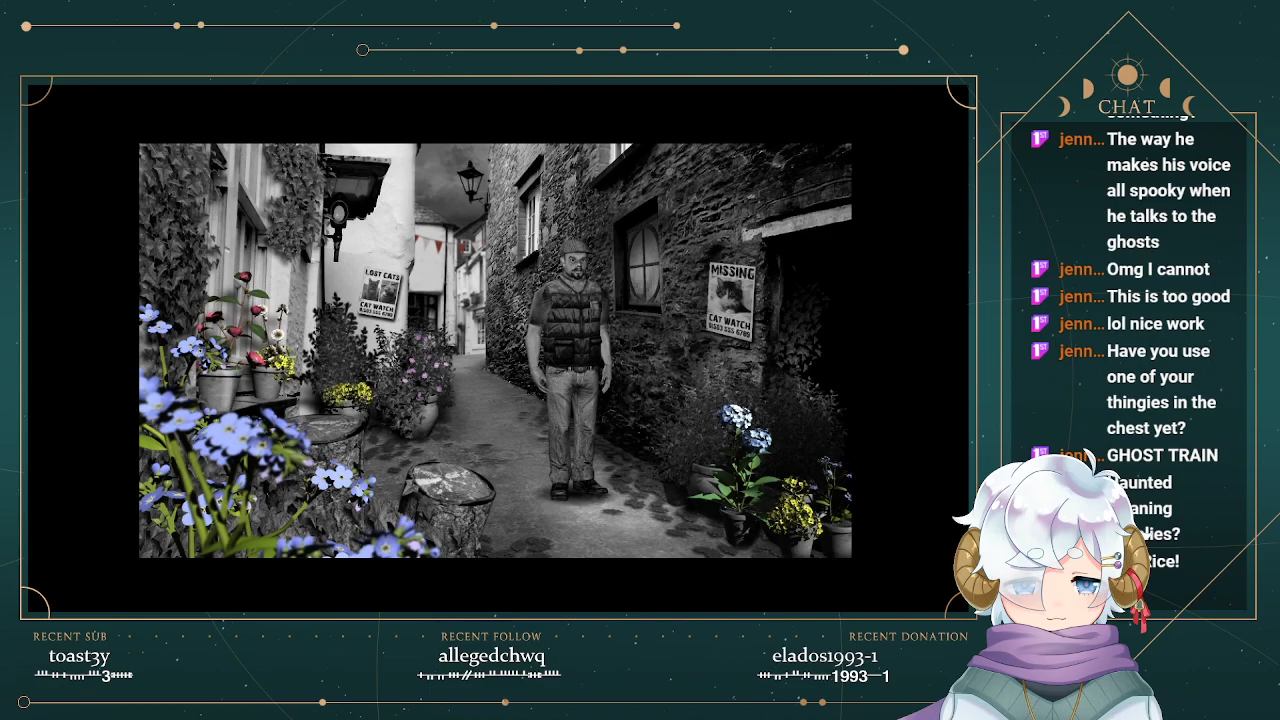 CHAT
something!
jenn... The way he
makes his voice
all spooky when
he talks to the
ghosts
jenn... Omg I cannot
jenn... This is too good
jenn... lol nice work
jenn... Have you use
one of your
thingies in the
chest yet?
GHOST TRAIN
LOST CATS
CAT WATCH
MISSING
CAT WATCH
RECENT SUB
toast3y
RECENT FOLLOW
allegedchwq
RECENT DONATION
elados1993-1